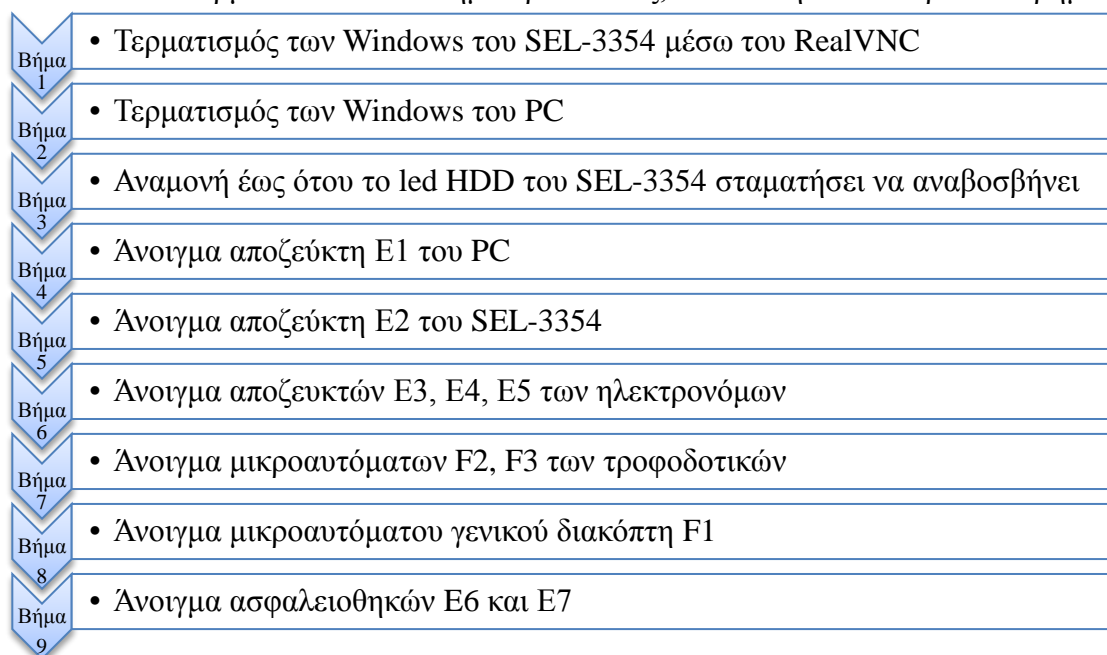 Βήμα 1
• Τερματισμός των Windows του SEL-3354 μέσω του RealVNC
Βήμα 2
• Τερματισμός των Windows του PC
Βήμα 3
• Αναμονή έως ότου το led HDD του SEL-3354 σταματήσει να αναβοσβήνει
Βήμα 4
• Άνοιγμα αποζεύκτη E1 του PC
Βήμα 5
• Άνοιγμα αποζεύκτη E2 του SEL-3354
Βήμα 6
• Άνοιγμα αποζευκτών E3, E4, E5 των ηλεκτρονόμων
Βήμα 7
• Άνοιγμα μικροαυτόματων F2, F3 των τροφοδοτικών
Βήμα 8
• Άνοιγμα μικροαυτόματου γενικού διακόπτη F1
Βήμα 9
• Άνοιγμα ασφαλειοθηκών E6 και E7